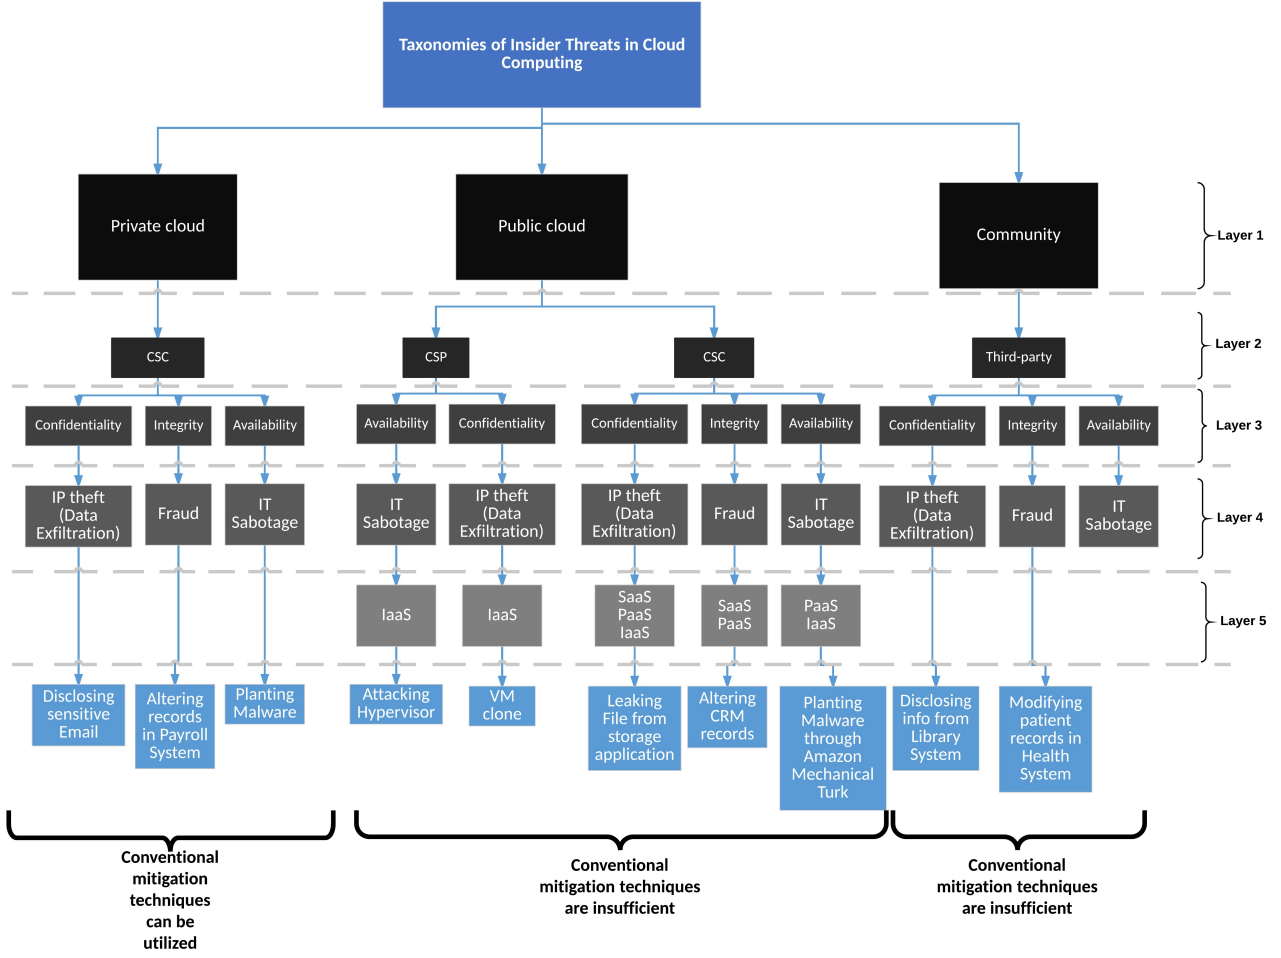 Taxonomies of Insider Threats in Cloud
Computing
Private cloud
Public cloud
Community
Layer 1
CSC
CSP
CSC
Third-party
Layer 2
Confidentiality
Integrity
Availability
Availability
Confidentiality
Confidentiality
Integrity
Availability
Confidentiality
Integrity
Availability
Layer 3
IP theft
(Data
Exfiltration)
Fraud
IT
Sabotage
IT
Sabotage
IP theft
(Data
Exfiltration)
IP theft
(Data
Exfiltration)
Fraud
IT
Sabotage
IP theft
(Data
Exfiltration)
Fraud
IT
Sabotage
Layer 4
IaaS
IaaS
SaaS
PaaS
IaaS
SaaS
PaaS
PaaS
IaaS
Layer 5
Disclosing
sensitive
Email
Altering
records
in Payroll
System
Planting
Malware
Attacking
Hypervisor
VM
clone
Leaking
File from
storage
application
Altering
CRM
records
Planting
Malware
through
Amazon
Mechanical
Turk
Disclosing
info from
Library
System
Modifying
patient
records in
Health
System
Conventional
mitigation
techniques
can be
utilized
Conventional
mitigation techniques
are insufficient
Conventional
mitigation techniques
are insufficient